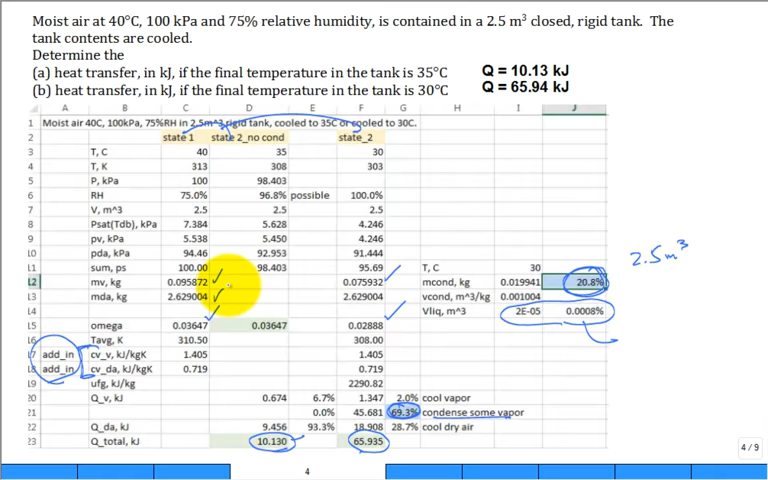 Moist air at 40°C, 100 kPa and 75% relative humidity, is contained in a 2.5 m³ closed, rigid tank. The
tank contents are cooled.
Determine the
(a) heat transfer, in kJ, if the final temperature in the tank is 35°C Q = 10.13 kJ
(b) heat transfer, in kJ, if the final temperature in the tank is 30°C Q = 65.94 kJ
A B C D E F G H I J
1 Moist air 40C, 100kPa, 75%RH in 2.5m^3 rigid tank, cooled to 35C or cooled to 30C.
2 state 1 state 2_no cond state_2
3 T, C 40 35 30
4 T, K 313 308 303
5 P, kPa 100 98.403
6 RH 75.0% 96.8% possible 100.0%
7 V, m^3 2.5 2.5 2.5
8 Psat(Tdb), kPa 7.384 5.628 4.246
9 pv, kPa 5.538 5.450 4.246
10 pda, kPa 94.46 92.953 91.444
11 sum, ps 100.00 98.403 95.69 T, C 30
12 mv, kg 0.095872 0.075932 mcond, kg 0.019941 20.8%
13 mda, kg 2.629004 2.629004 vcond, m^3/kg 0.001004
14 Vliq, m^3 2E-05 0.0008%
15 omega 0.03647 0.03647 0.02888
16 Tavg, K 310.50 308.00
17 add_in cv_v, kJ/kgK 1.405 1.405
18 add_in cv_da, kJ/kgK 0.719 0.719
19 ufg, kJ/kg 2290.82
20 Q_v, kJ 0.674 6.7% 1.347 2.0% cool vapor
21 0.0% 45.681 69.3% condense some vapor
22 Q_da, kJ 9.456 93.3% 18.908 28.7% cool dry air
23 Q_total, kJ 10.130 65.935
2.5m³
4 / 9
4